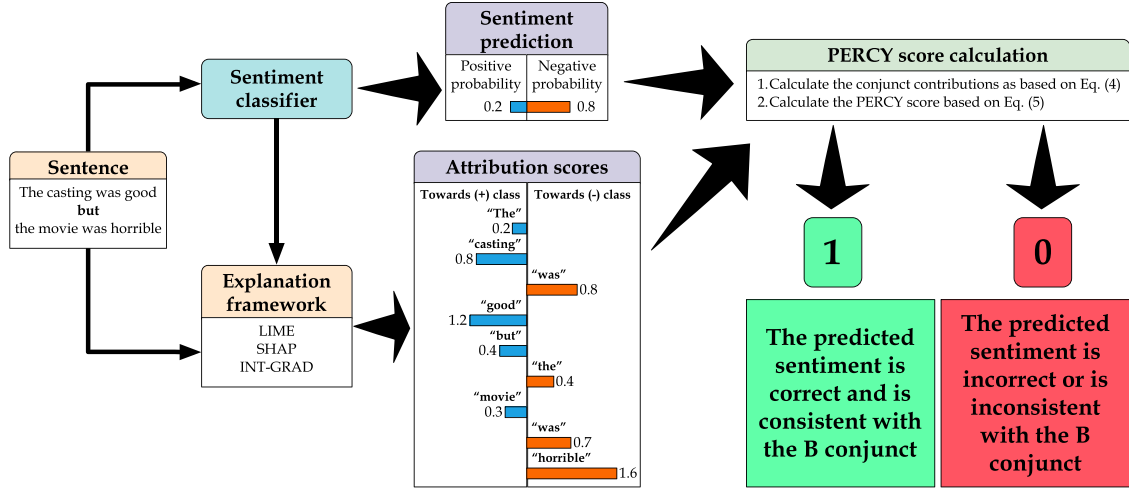 Sentence
The casting was good
but
the movie was horrible
Sentiment
classifier
Explanation
framework
LIME
SHAP
INT-GRAD
Sentiment
prediction
Positive
probability
Negative
probability
0.2
0.8
Attribution scores
Towards (+) class
Towards (-) class
“The”
0.2
“casting”
0.8
“was”
0.8
“good”
1.2
“but”
0.4
“the”
0.4
“movie”
0.3
“was”
0.7
“horrible”
1.6
PERCY score calculation
1.Calculate the conjunct contributions as based on Eq. (4)
2.Calculate the PERCY score based on Eq. (5)
1
0
The predicted
sentiment is
correct and is
consistent with
the B conjunct
The predicted
sentiment is
incorrect or is
inconsistent
with the B
conjunct